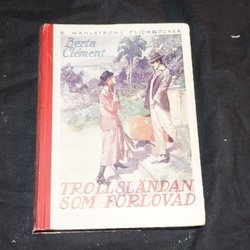 B. WAHLSTRÖMS FLICKBÖCKER
Berta
Clément
TROLLSLÄNDAN
SOM FÖRLOVAD